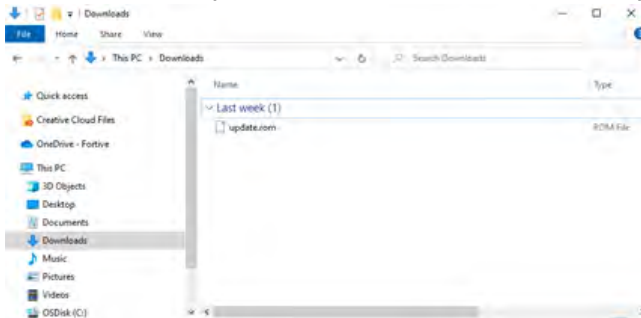 Downloads
File Home Share View
This PC > Downloads
Search Downloads
Name
Type
Quick access
Last week (1)
Creative Cloud Files
update.rom
ROM File
OneDrive - Fortive
This PC
3D Objects
Desktop
Documents
Downloads
Music
Pictures
Videos
OSDisk (C:)